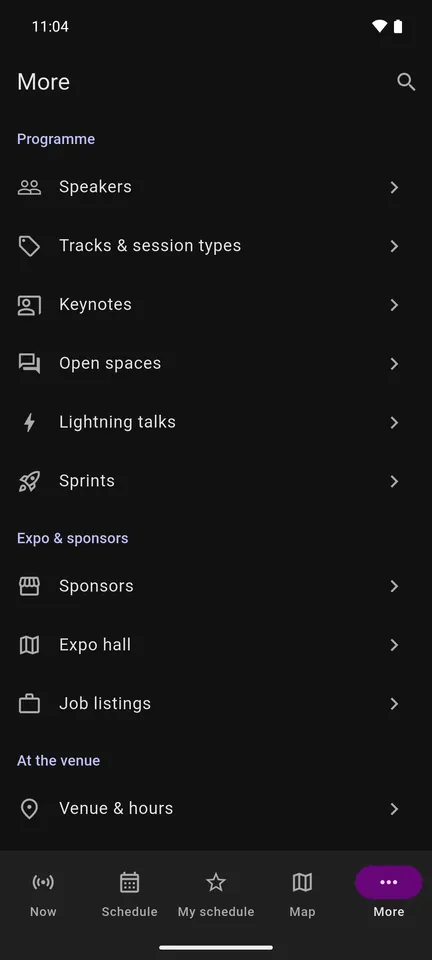 11:04
More
Programme
Speakers
Tracks & session types
Keynotes
Open spaces
Lightning talks
Sprints
Expo & sponsors
Sponsors
Expo hall
Job listings
At the venue
Venue & hours
Now
Schedule
My schedule
Map
More